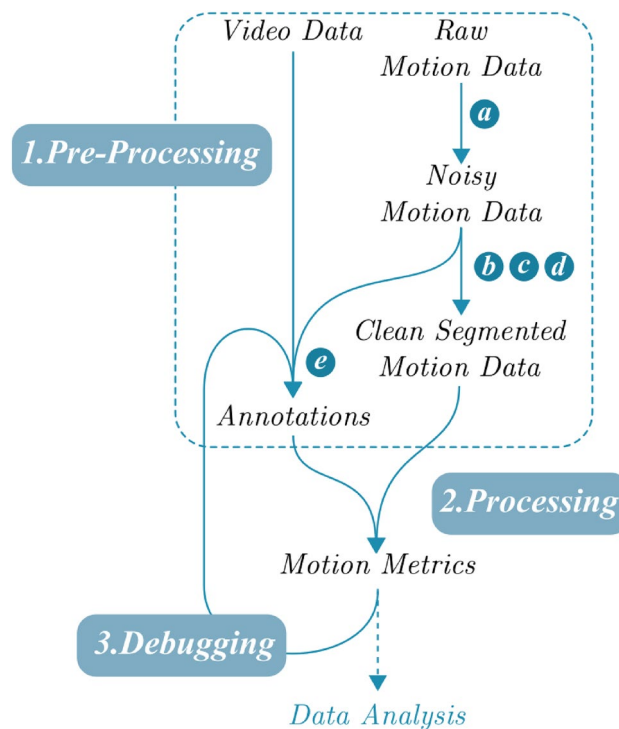 Video Data
Raw
Motion Data
a
1.Pre-Processing
Noisy
Motion Data
b c d
Clean Segmented
Motion Data
e
Annotations
2.Processing
Motion Metrics
3.Debugging
Data Analysis